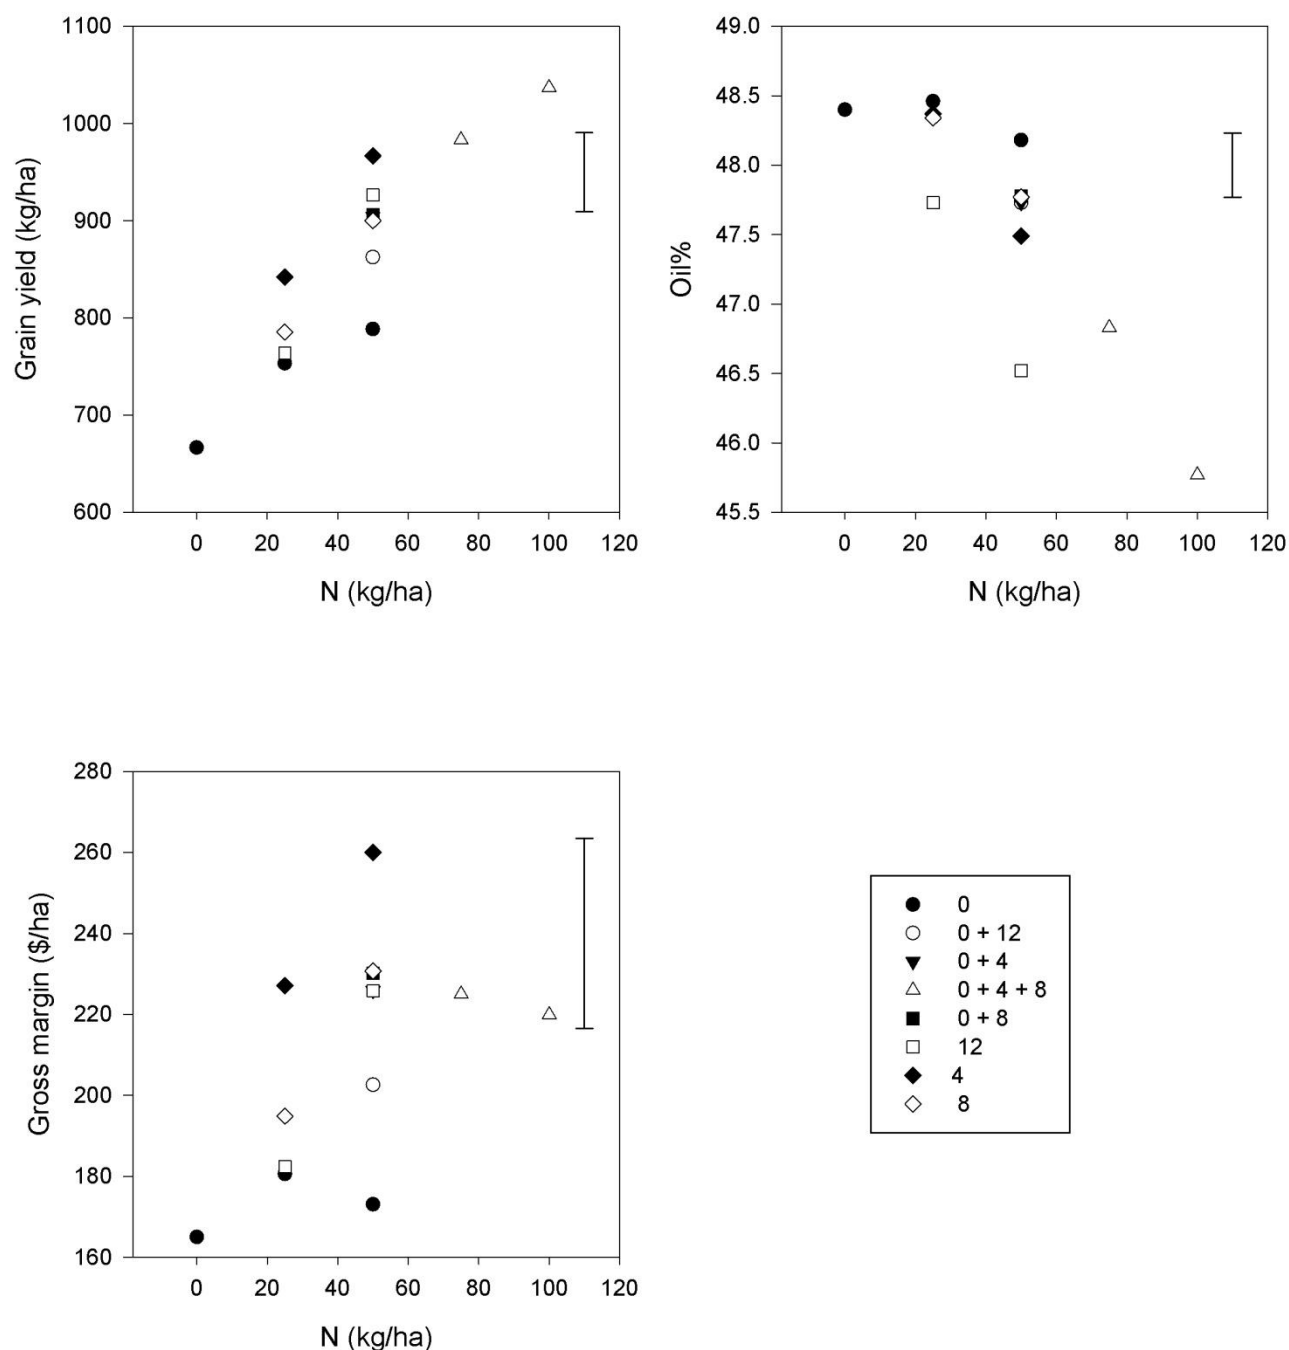 Grain yield (kg/ha)
1100
1000
900
800
700
600
0 20 40 60 80 100 120
N (kg/ha)
Oil%
49.0
48.5
48.0
47.5
47.0
46.5
46.0
45.5
0 20 40 60 80 100 120
N (kg/ha)
Gross margin ($/ha)
280
260
240
220
200
180
160
0 20 40 60 80 100 120
N (kg/ha)
0
0 + 12
0 + 4
0 + 4 + 8
0 + 8
12
4
8